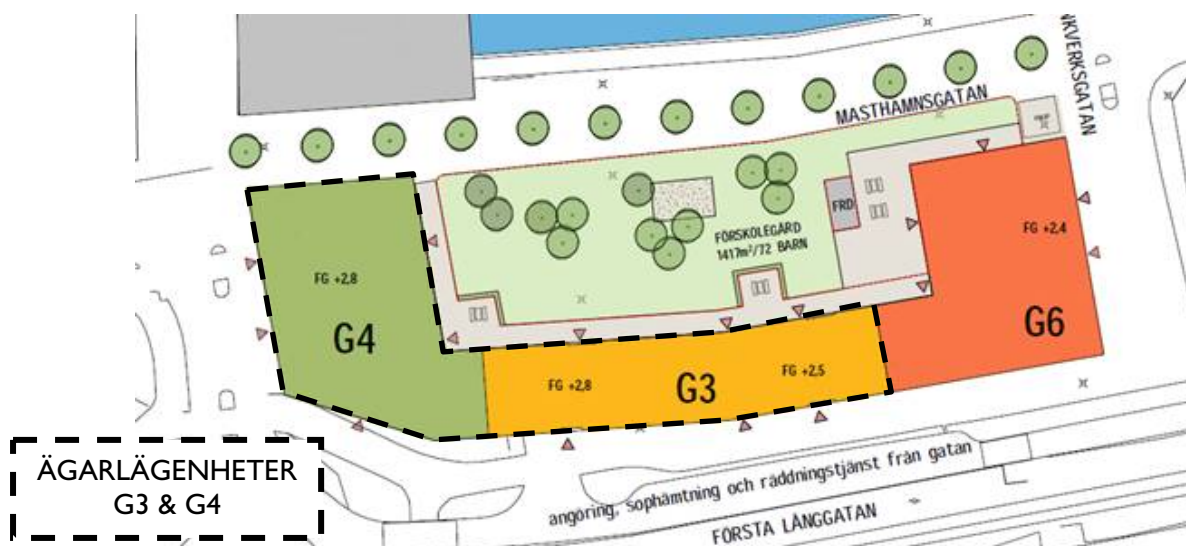 MASTHAMNSGATAN
NKVERKSGATAN
FRD
FÖRSKOLEGÅRD
1417m²/72 BARN
FG +2,4
FG +2,8
G4
G6
FG +2,8
G3
FG +2,5
ÄGARLÄGENHETER
G3 & G4
angöring, sophämtning och räddningstjänst från gatan
FÖRSTA LÅNGGATAN